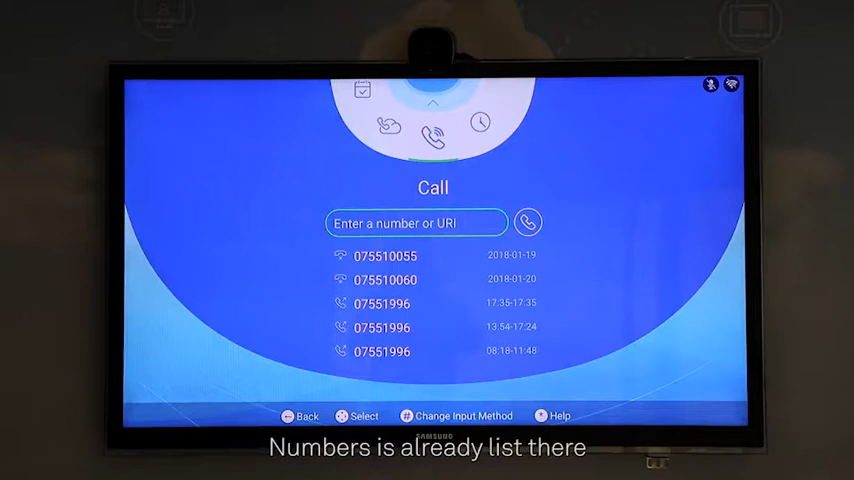 Call
Enter a number or URI
075510055 2018-01-19
075510060 2018-01-20
07551996 17:35-17:35
07551996 13:54-17:24
07551996 08:18-11:48
← Back Select # Change Input Method * Help
SAMSUNG
Numbers is already list there